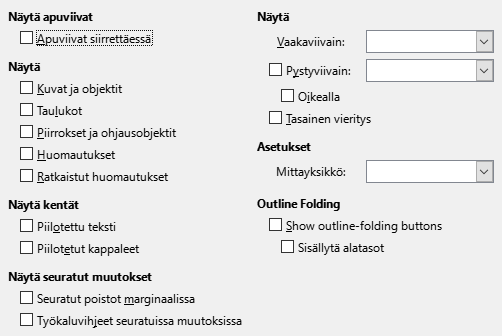 Näytä apuviivat
Apuviivat siirrettäessä
Näytä
Kuvat ja objektit
Taulukot
Piirrokset ja ohjausobjektit
Huomautukset
Ratkaistut huomautukset
Näytä kentät
Piilotettu teksti
Piilotetut kappaleet
Näytä seuratut muutokset
Seuratut poistot marginaalissa
Työkaluvihjeet seuratuissa muutoksissa
Näytä
Vaakaviivain:
Pystyviivain:
Oikealla
Tasainen vieritys
Asetukset
Mittayksikkö:
Outline Folding
Show outline-folding buttons
Sisällytä alatasot